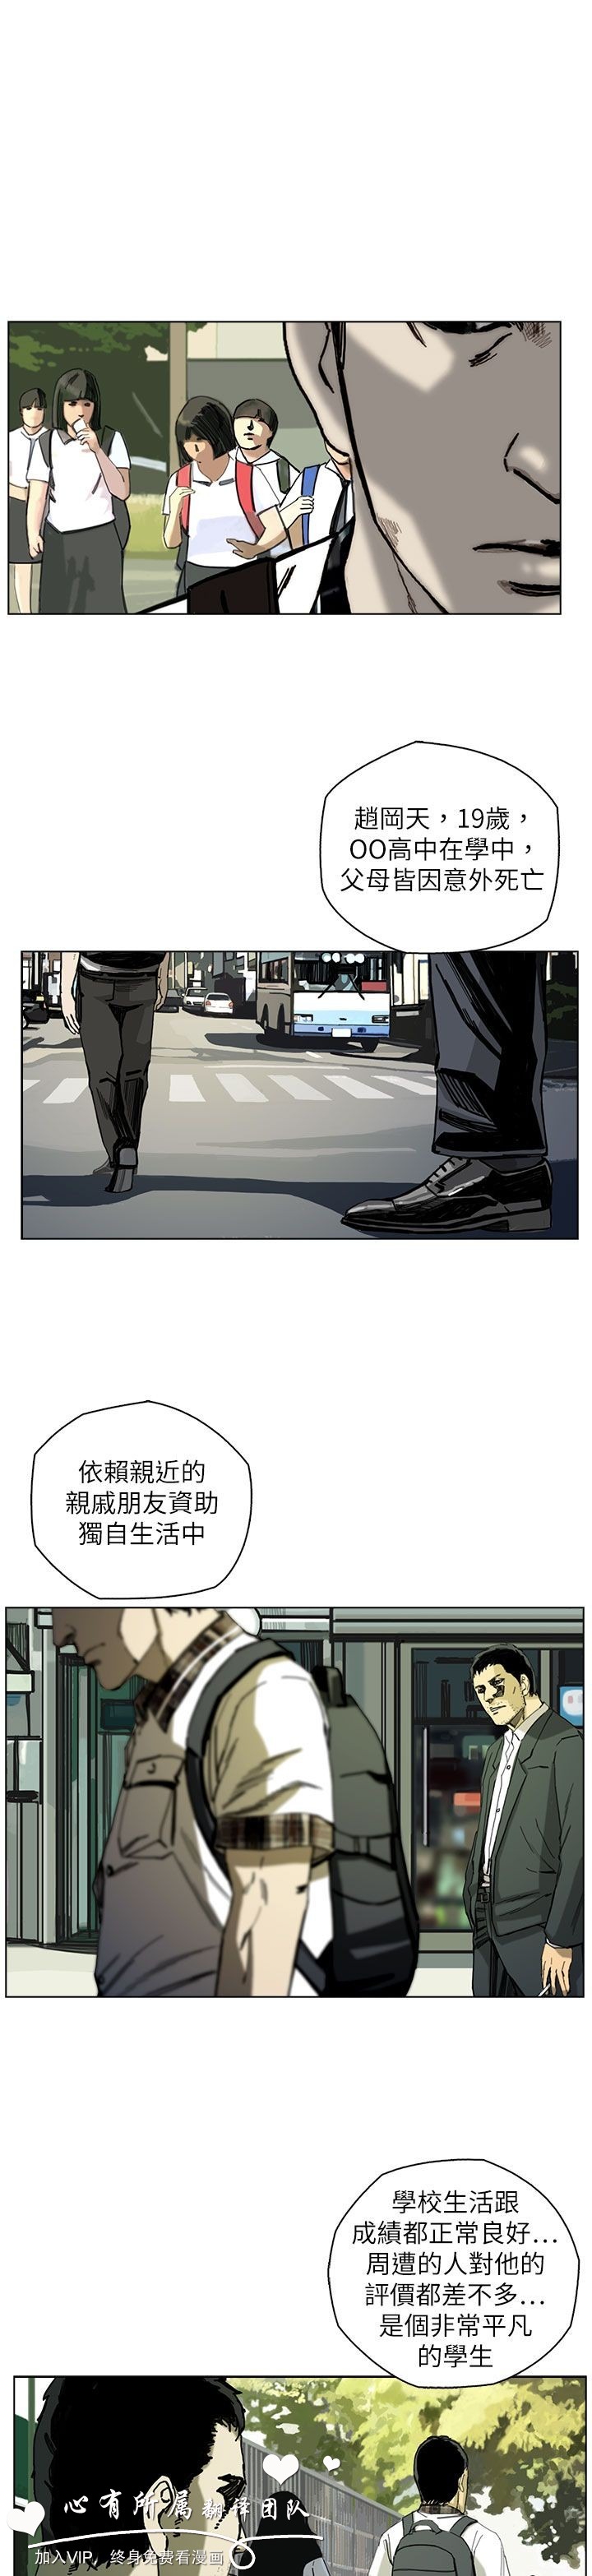 趙岡天，19歲，
OO高中在學中，
父母皆因意外死亡
依賴親近的
親戚朋友資助
獨自生活中
學校生活跟
成績都正常良好…
周遭的人對他的
評價都差不多…
是個非常平凡
的學生
心有所属翻译团队
加入VIP，终身免费看漫画